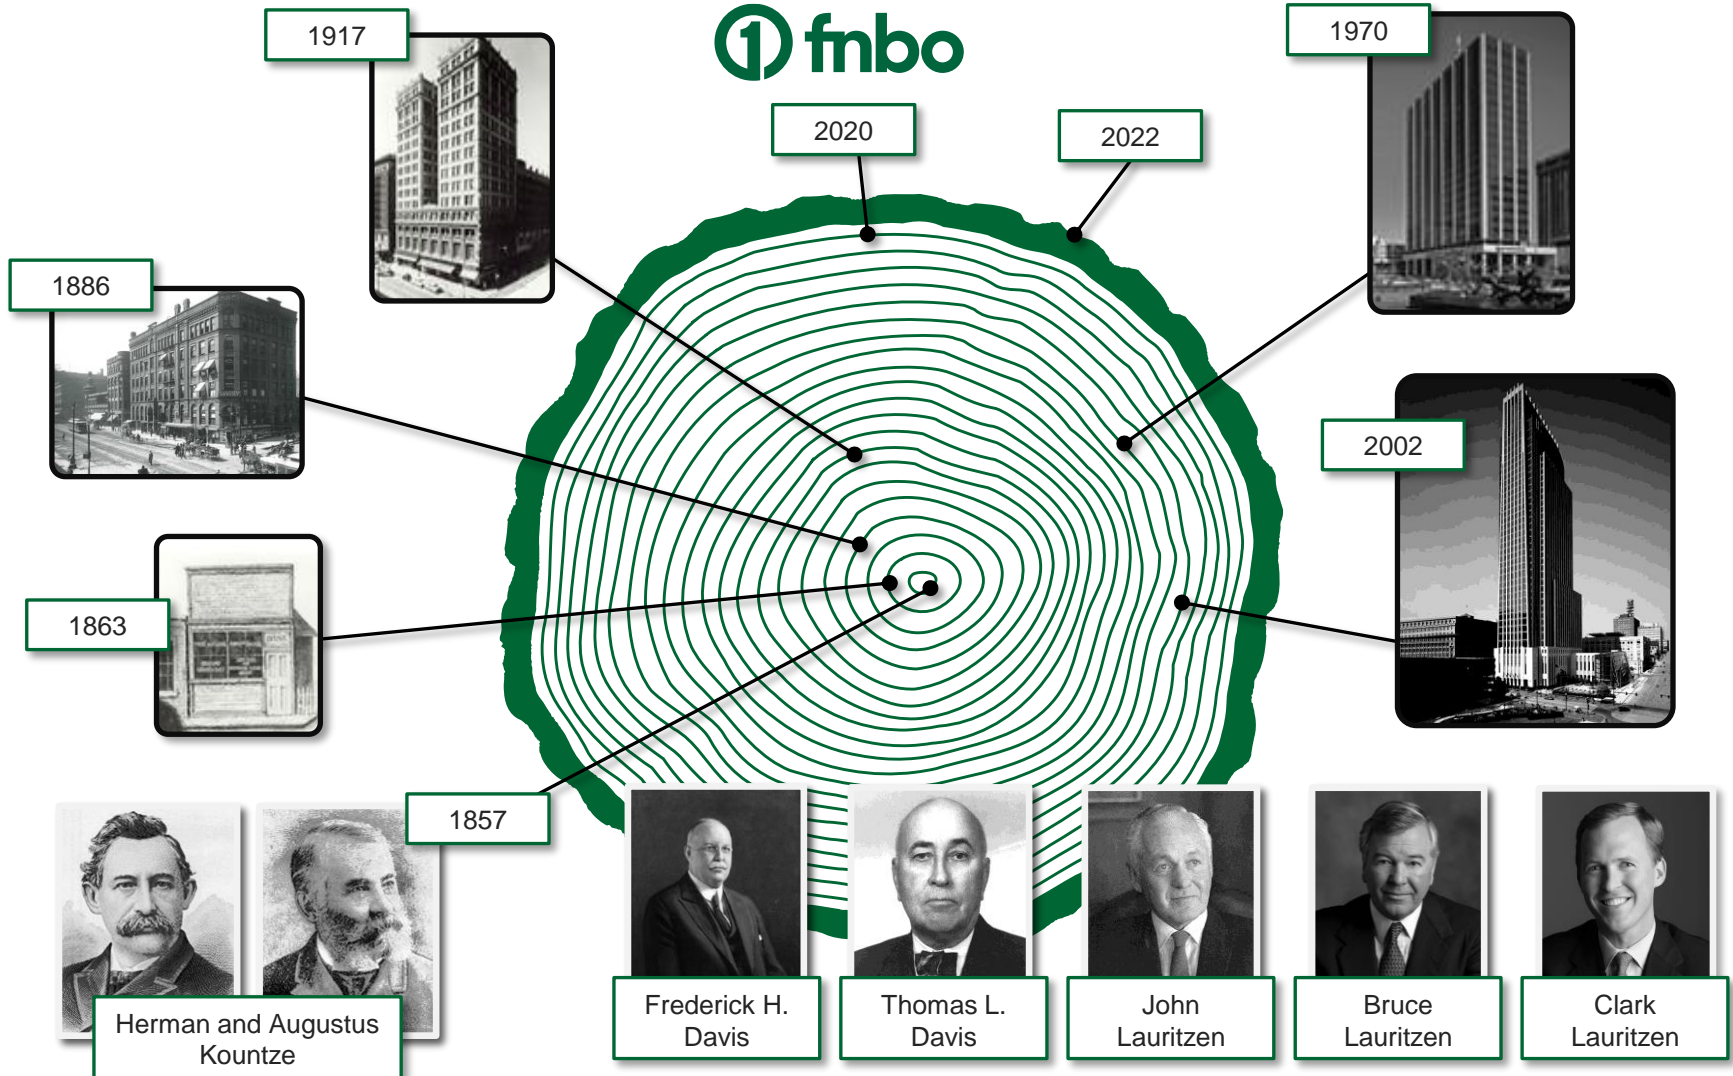 1917
fnbo
1970
2020
2022
1886
2002
1863
1857
Herman and Augustus
Kountze
Frederick H.
Davis
Thomas L.
Davis
John
Lauritzen
Bruce
Lauritzen
Clark
Lauritzen